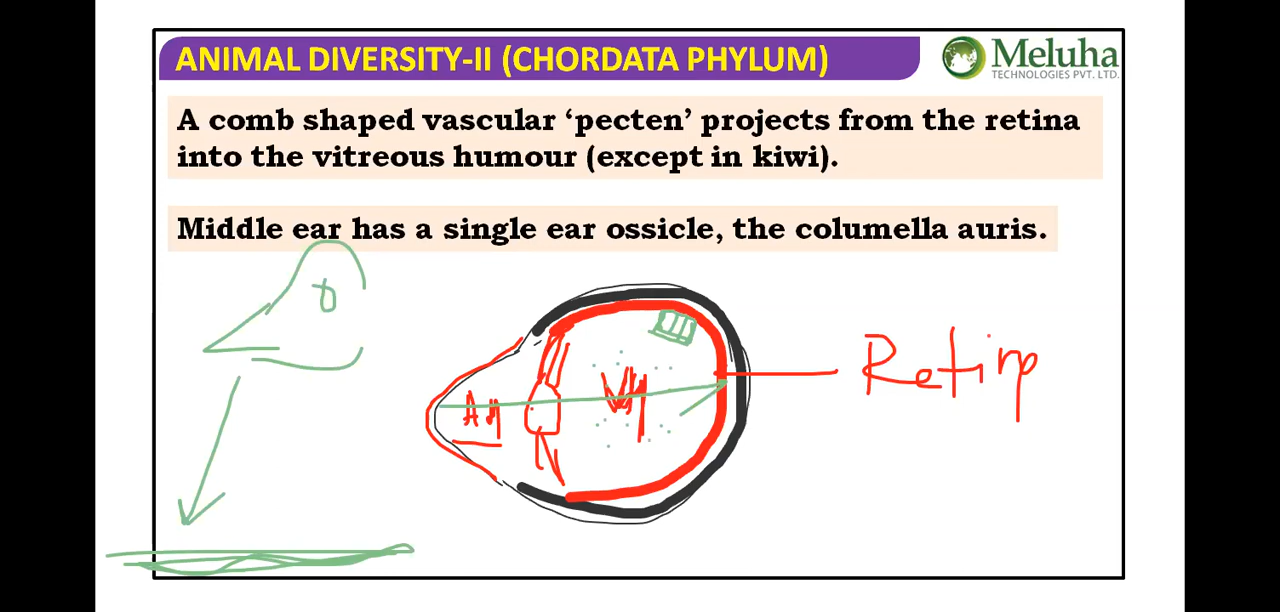 ANIMAL DIVERSITY-II (CHORDATA PHYLUM)
Meluha
TECHNOLOGIES PVT. LTD.
A comb shaped vascular ‘pecten’ projects from the retina
into the vitreous humour (except in kiwi).
Middle ear has a single ear ossicle, the columella auris.
AH
VH
Retina